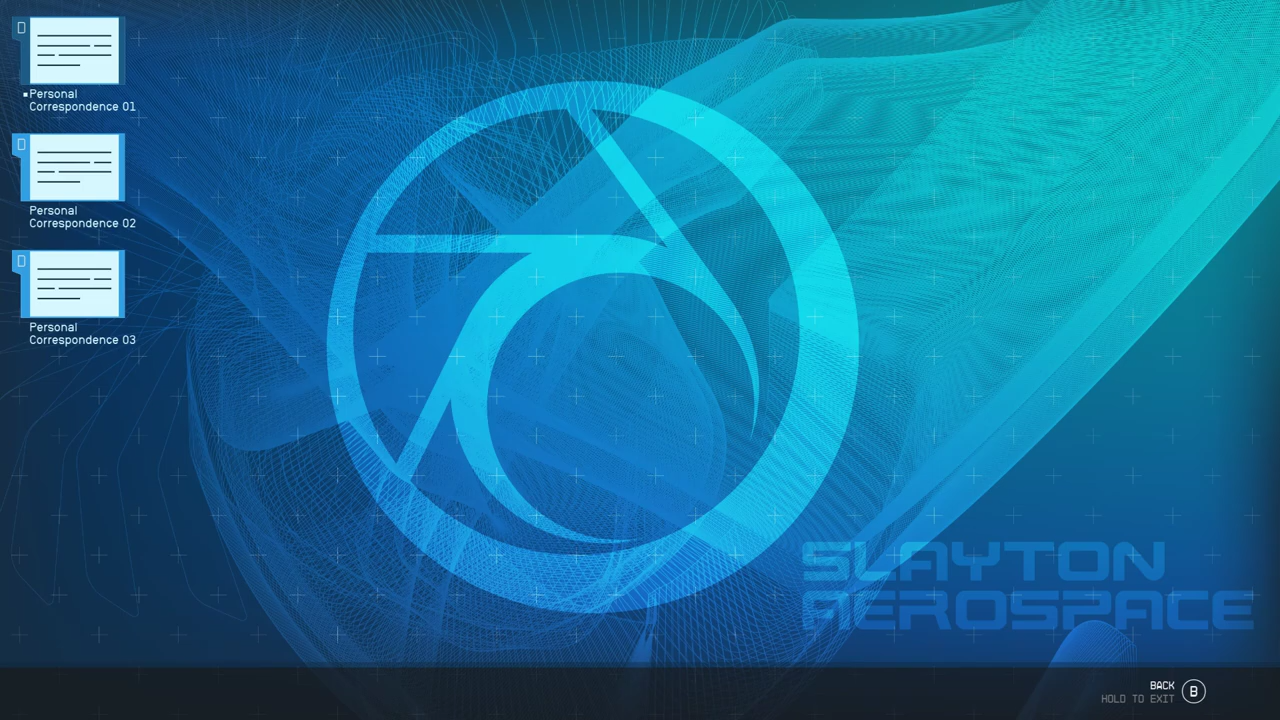 Personal
Correspondence 01
Personal
Correspondence 02
Personal
Correspondence 03
SLAYTON
AEROSPACE
BACK
HOLD TO EXIT
B